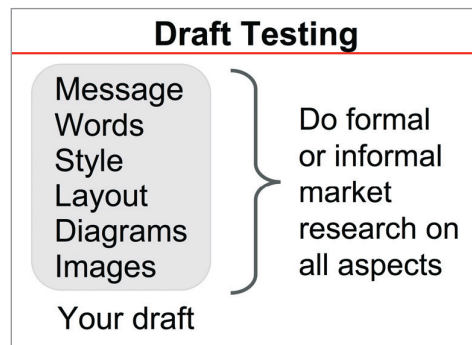 Draft Testing
Message
Words
Style
Layout
Diagrams
Images
Your draft
Do formal
or informal
market
research on
all aspects